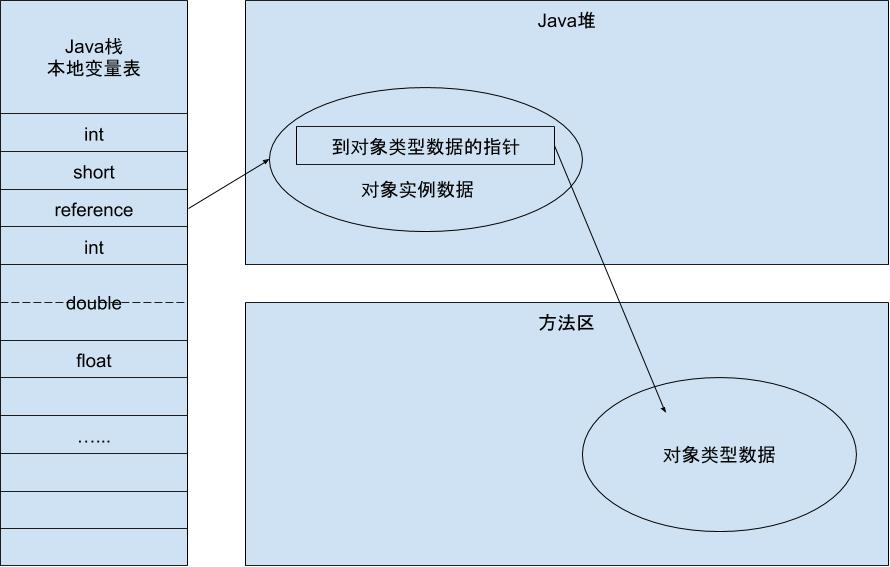 Java栈
本地变量表
int
short
reference
int
double
float
…...
Java堆
到对象类型数据的指针
对象实例数据
方法区
对象类型数据